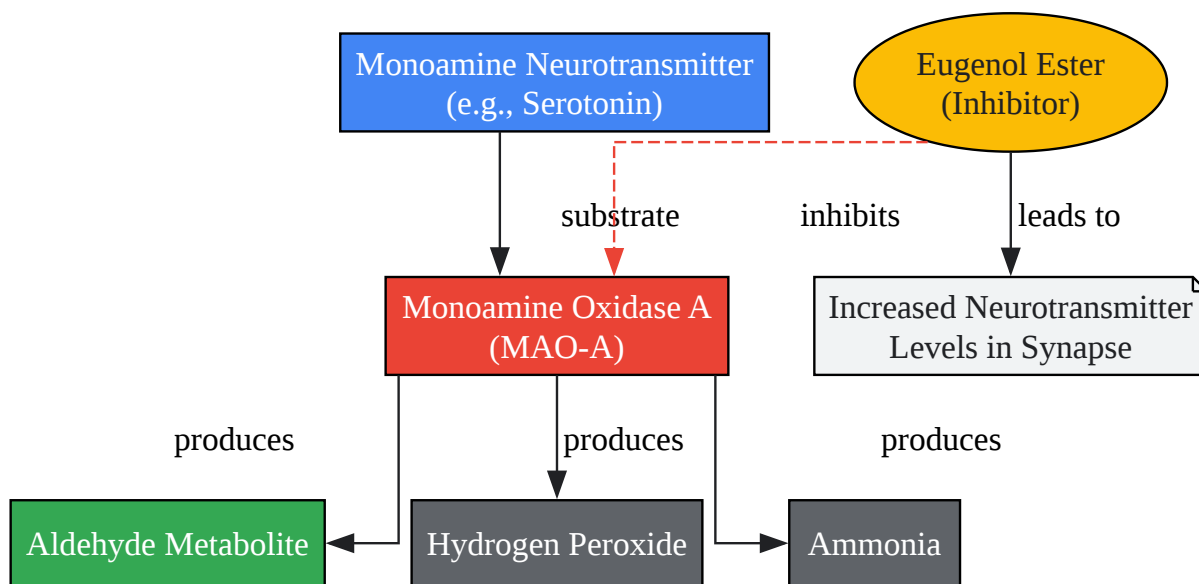 Monoamine Neurotransmitter
(e.g., Serotonin)
Eugenol Ester
(Inhibitor)
substrate
inhibits
leads to
Monoamine Oxidase A
(MAO-A)
Increased Neurotransmitter
Levels in Synapse
produces
produces
produces
Aldehyde Metabolite
Hydrogen Peroxide
Ammonia